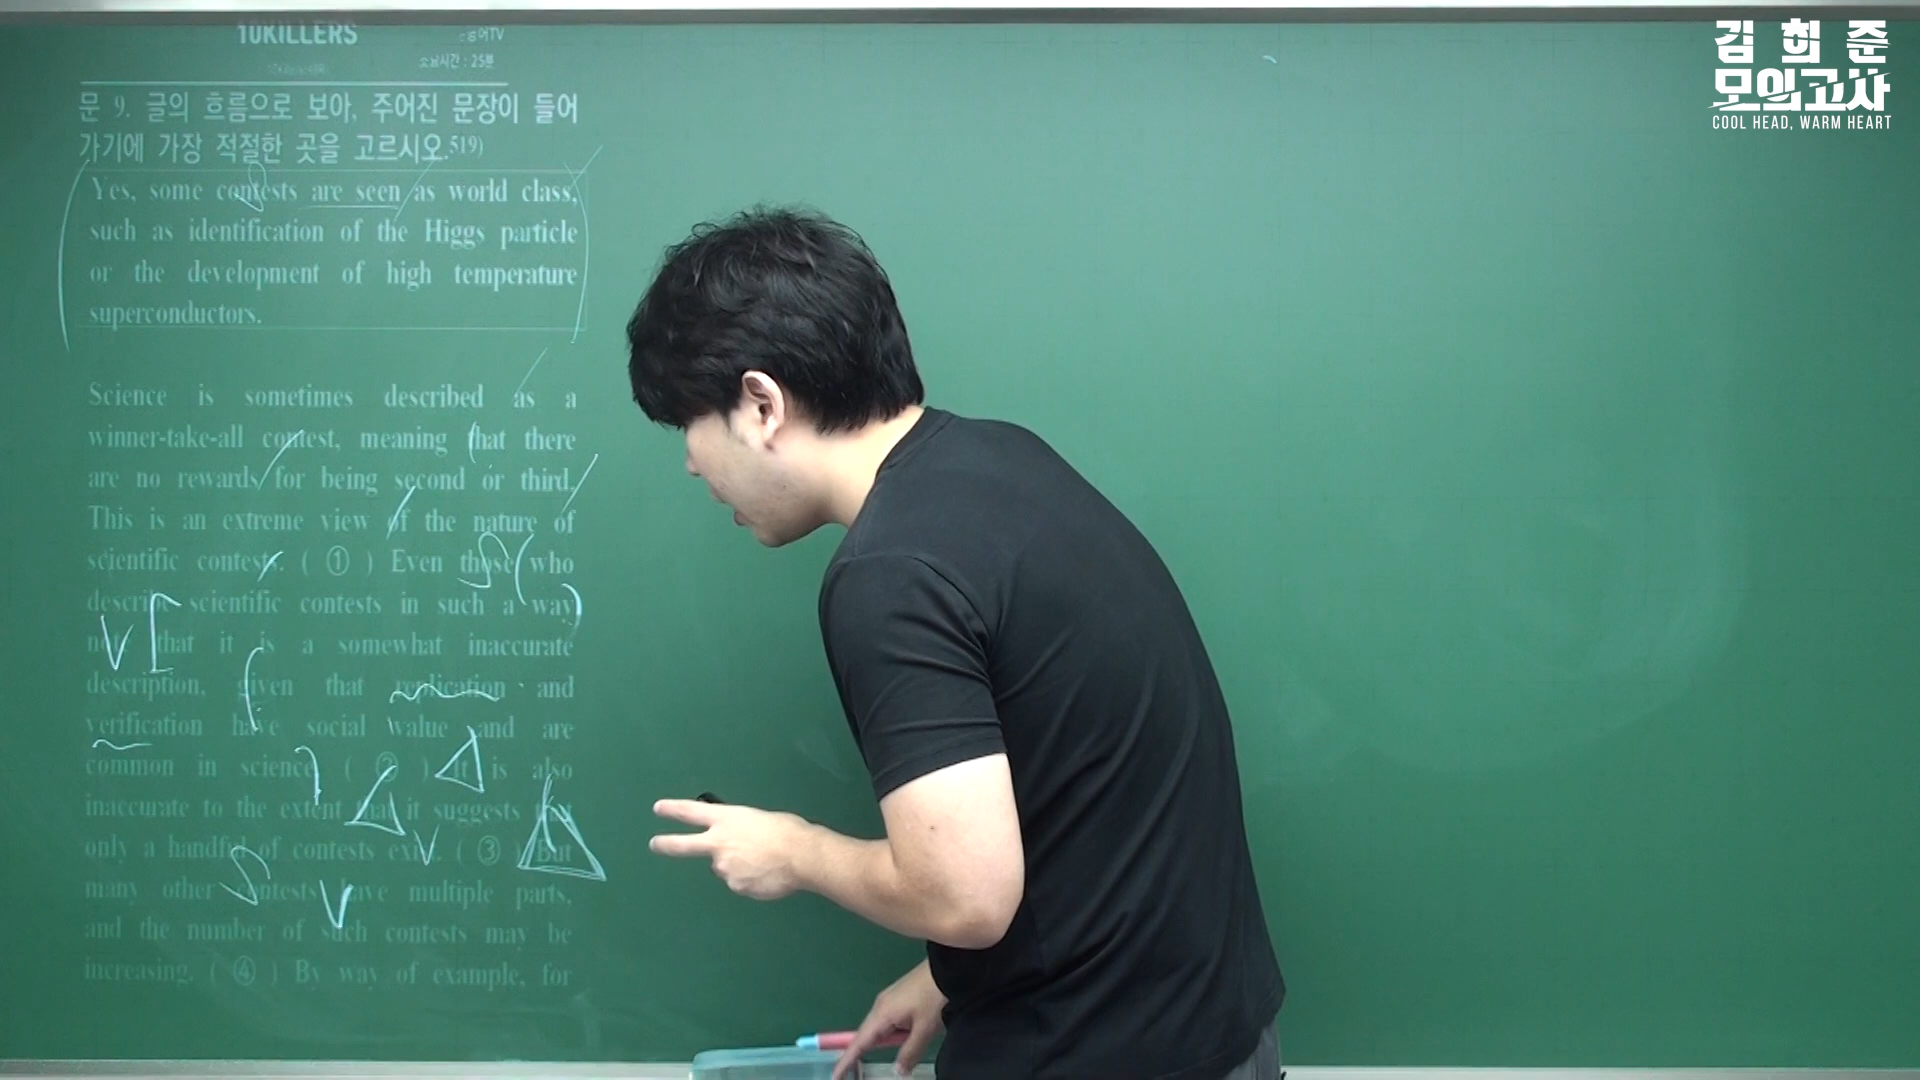 10KILLERS
소요시간 : 25분
문 9. 글의 흐름으로 보아, 주어진 문장이 들어
가기에 가장 적절한 곳을 고르시오.519)
Yes, some contests are seen as world class,
such as identification of the Higgs particle
or the development of high temperature
superconductors.
Science is sometimes described as a
winner-take-all contest, meaning that there
are no rewards for being second or third.
This is an extreme view of the nature of
scientific contests. ( ① ) Even those who
describe scientific contests in such a way
note that it is a somewhat inaccurate
description, given that replication and
verification have social value and are
common in science. ( ② ) It is also
inaccurate to the extent that it suggests that
only a handful of contests exist. ( ③ ) But
many other contests have multiple parts,
and the number of such contests may be
increasing. ( ④ ) By way of example, for
김희준
모의고사
COOL HEAD, WARM HEART